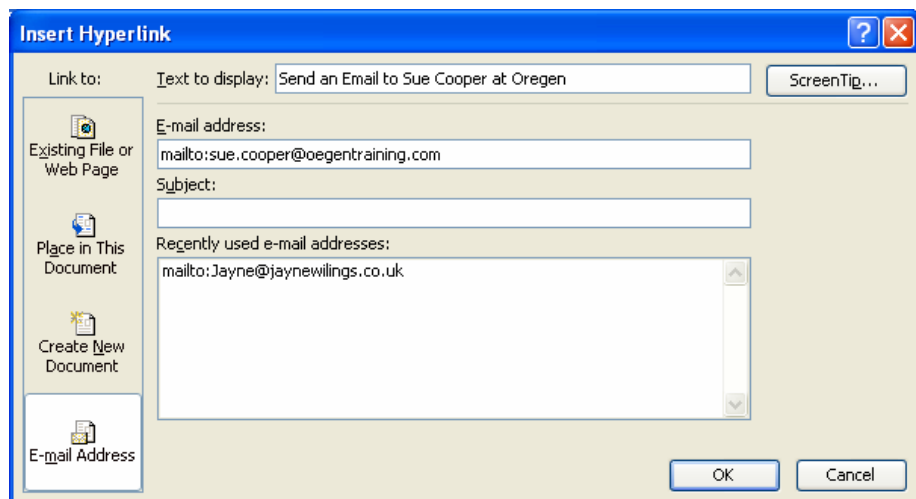 Insert Hyperlink
Link to:
Text to display: Send an Email to Sue Cooper at Oregen
ScreenTip...
Existing File or
Web Page
Place in This
Document
Create New
Document
E-mail Address
E-mail address:
mailto:sue.cooper@oegentraining.com
Subject:
Recently used e-mail addresses:
mailto:Jayne@jaynewilings.co.uk
OK
Cancel